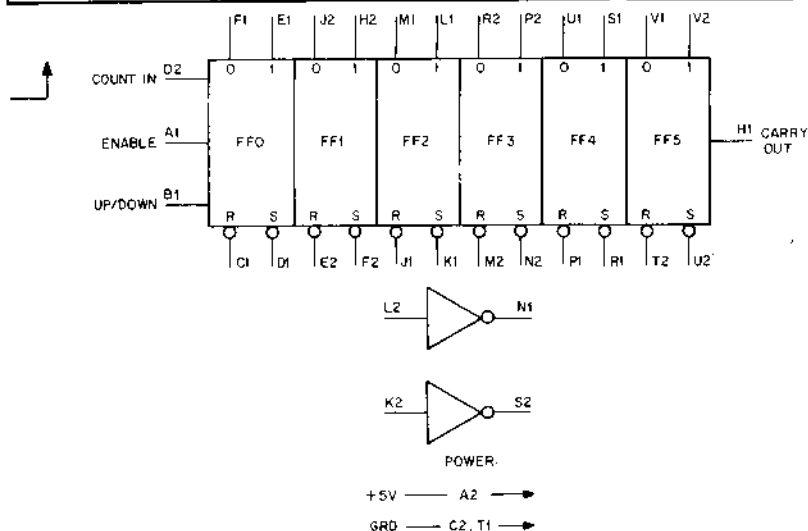 F1 E1 J2 H2 M1 L1 R2 P2 U1 S1 V1 V2
COUNT IN D2 0 1 0 1 0 1 0 1 0 1 0 1
ENABLE A1 FF0 FF1 FF2 FF3 FF4 FF5 H1 CARRY
OUT
UP/DOWN B1
R S R S R S R S R S R S
C1 D1 E2 F2 J1 K1 M2 N2 P1 R1 T2 U2
L2 N1
K2 S2
POWER
+5V A2
GRD C2, T1